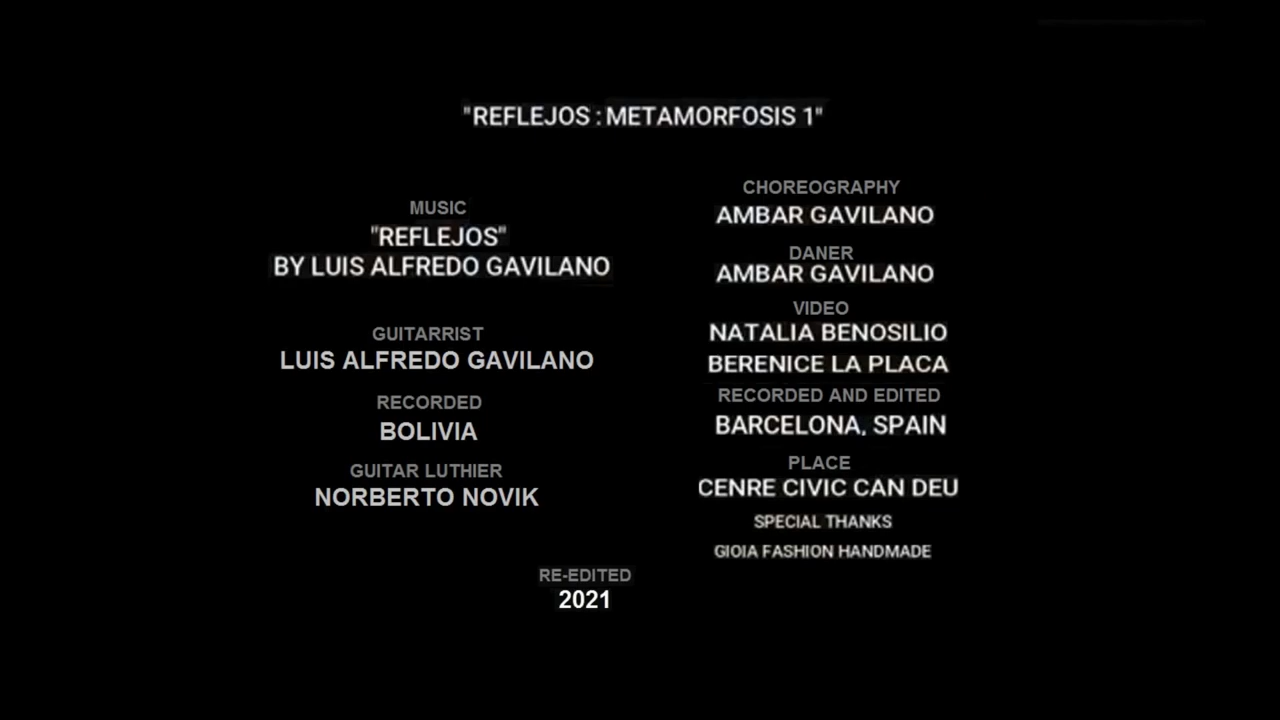 "REFLEJOS : METAMORFOSIS 1"
MUSIC
"REFLEJOS"
BY LUIS ALFREDO GAVILANO
GUITARRIST
LUIS ALFREDO GAVILANO
RECORDED
BOLIVIA
GUITAR LUTHIER
NORBERTO NOVIK
CHOREOGRAPHY
AMBAR GAVILANO
DANER
AMBAR GAVILANO
VIDEO
NATALIA BENOSILIO
BERENICE LA PLACA
RECORDED AND EDITED
BARCELONA, SPAIN
PLACE
CENRE CIVIC CAN DEU
SPECIAL THANKS
GIOIA FASHION HANDMADE
RE-EDITED
2021